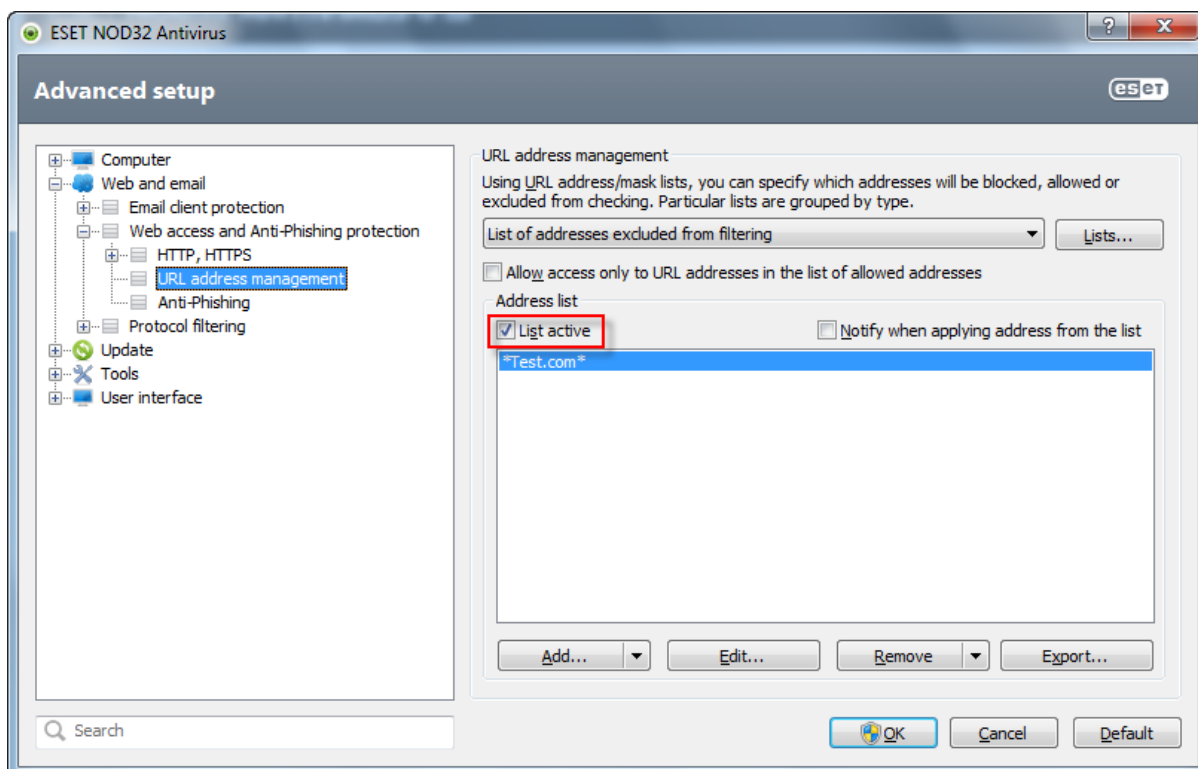 ESET NOD32 Antivirus
?
X
Advanced setup
eset
Computer
Web and email
Email client protection
Web access and Anti-Phishing protection
HTTP, HTTPS
URL address management
Anti-Phishing
Protocol filtering
Update
Tools
User interface
Search
URL address management
Using URL address/mask lists, you can specify which addresses will be blocked, allowed or
excluded from checking. Particular lists are grouped by type.
List of addresses excluded from filtering
Lists...
Allow access only to URL addresses in the list of allowed addresses
Address list
List active
Notify when applying address from the list
*Test.com*
Add...
Edit...
Remove
Export...
OK
Cancel
Default